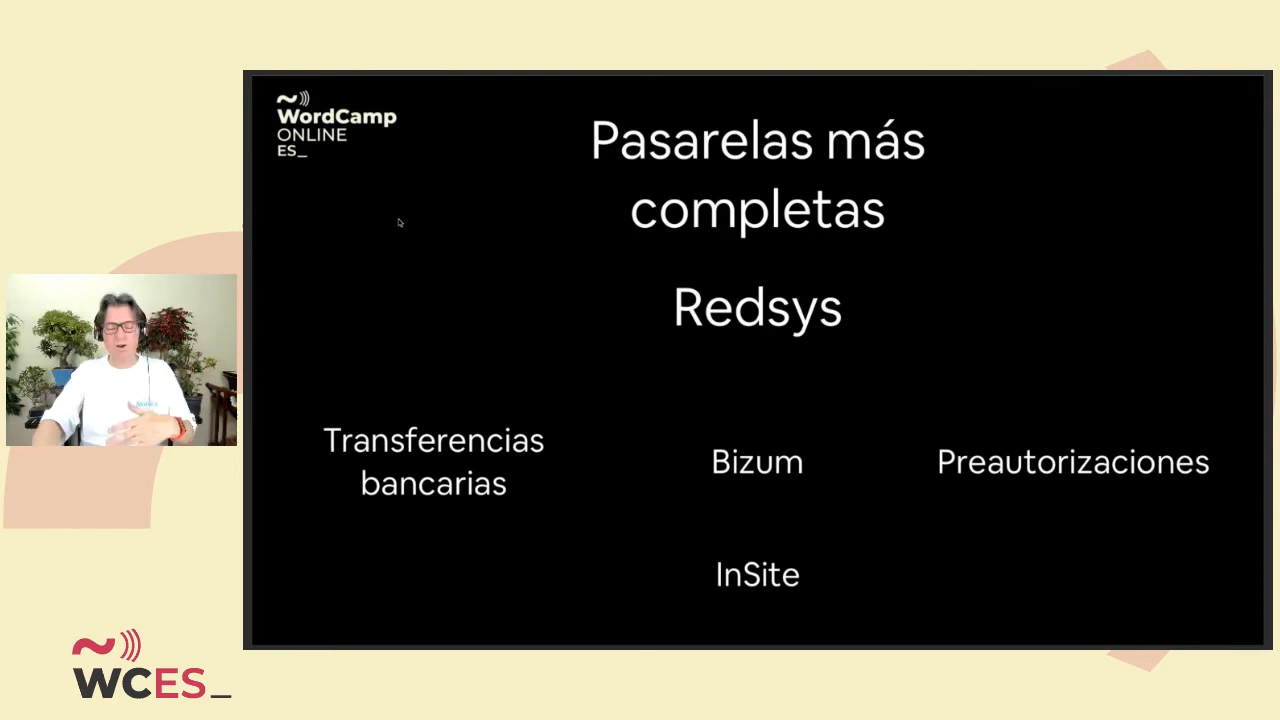 WordCamp
ONLINE
ES_
Pasarelas más
completas
Redsys
Transferencias
bancarias
Bizum
Preautorizaciones
InSite
WCES_